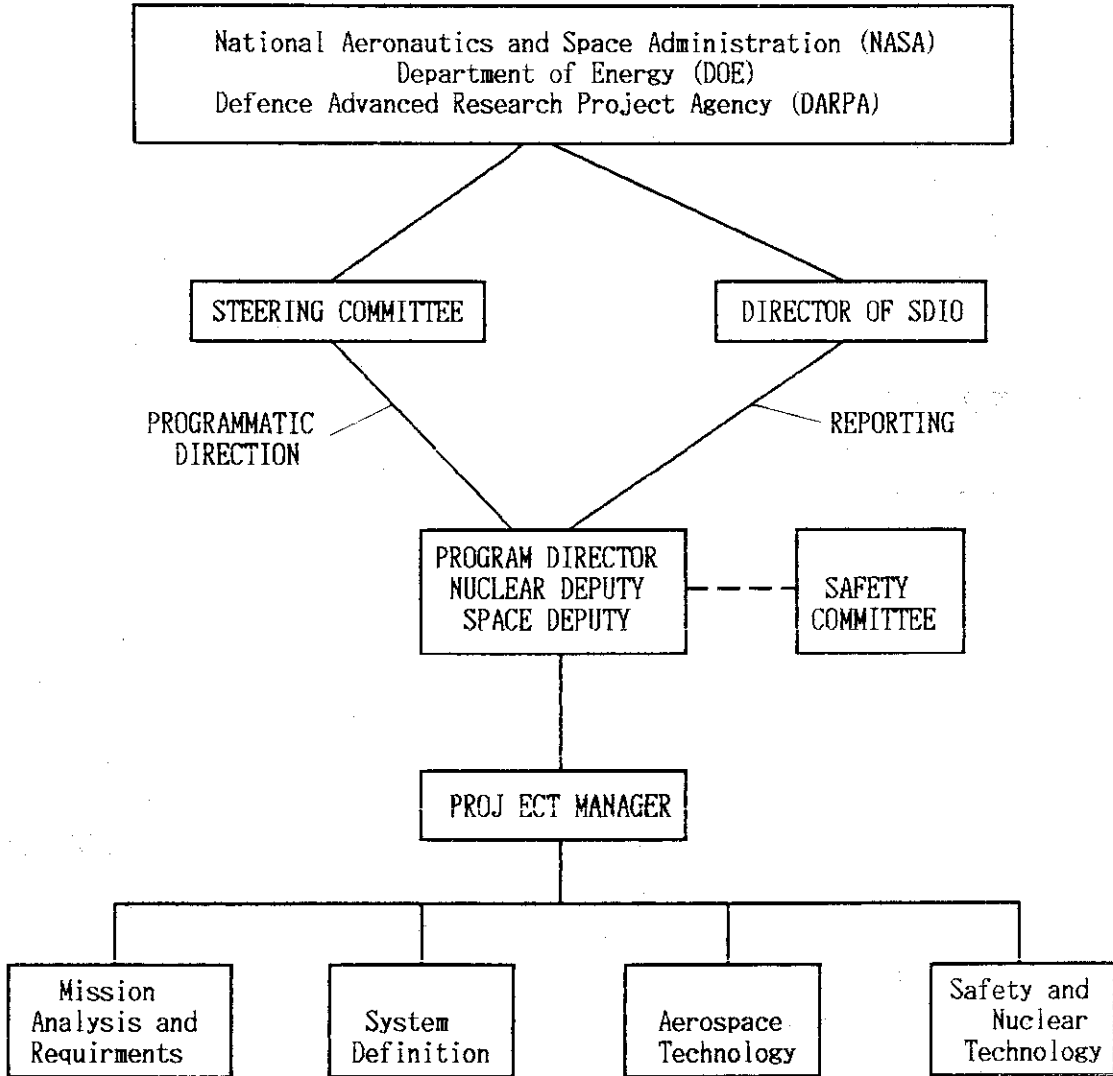 National Aeronautics and Space Administration (NASA)
Department of Energy (DOE)
Defence Advanced Research Project Agency (DARPA)
STEERING COMMITTEE
DIRECTOR OF SDIO
PROGRAMMATIC
DIRECTION
REPORTING
PROGRAM DIRECTOR
NUCLEAR DEPUTY
SPACE DEPUTY
SAFETY
COMMITTEE
PROJ ECT MANAGER
Mission
Analysis and
Requirments
System
Definition
Aerospace
Technology
Safety and
Nuclear
Technology